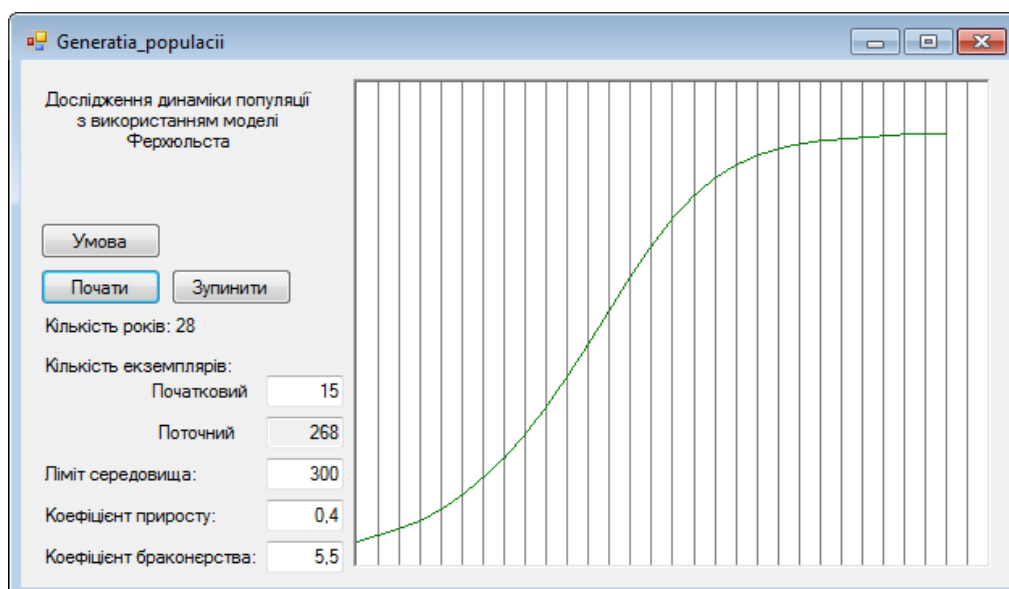 Generatia_populacii
Дослідження динаміки популяції
з використанням моделі
Ферхюльста
Умова
Почати Зупинити
Кількість років: 28
Кількість екземплярів:
Початковий 15
Поточний 268
Ліміт середовища: 300
Коефіцієнт приросту: 0,4
Коефіцієнт браконєрства: 5,5